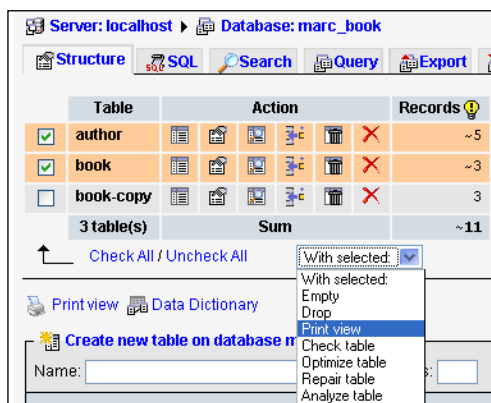 Server: localhost Database: marc_book
Structure SQL Search Query Export
Table Action Records
author ~5
book ~3
book-copy 3
3 table(s) Sum ~11
Check All / Uncheck All With selected:
With selected:
Empty
Drop
Print view
Check table
Optimize table
Repair table
Analyze table
Print view Data Dictionary
Create new table on database m
Name: s: